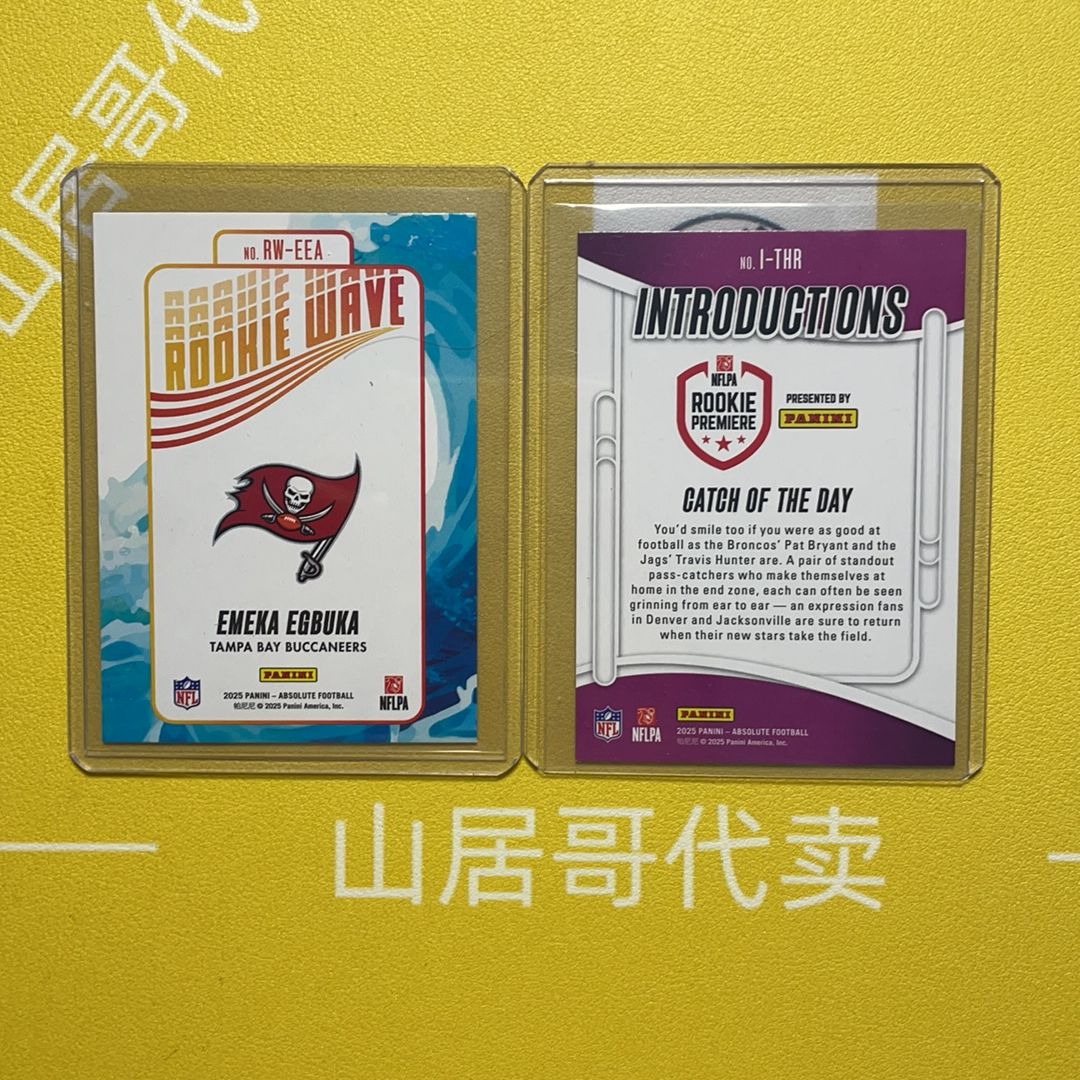 山居哥代
NO. RW-EEA
ROOKIE WAVE
EMEKA EGBUKA
TAMPA BAY BUCCANEERS
PANINI
NFL
2025 PANINI – ABSOLUTE FOOTBALL
帕尼尼 © 2025 Panini America, Inc.
NFLPA
NO. I-THR
INTRODUCTIONS
NFLPA
ROOKIE
PREMIERE
PRESENTED BY
PANINI
CATCH OF THE DAY
You'd smile too if you were as good at
football as the Broncos' Pat Bryant and the
Jags' Travis Hunter are. A pair of standout
pass-catchers who make themselves at
home in the end zone, each can often be seen
grinning from ear to ear — an expression fans
in Denver and Jacksonville are sure to return
when their new stars take the field.
NFL
NFLPA
PANINI
2025 PANINI – ABSOLUTE FOOTBALL
帕尼尼 © 2025 Panini America, Inc.
山居哥代卖